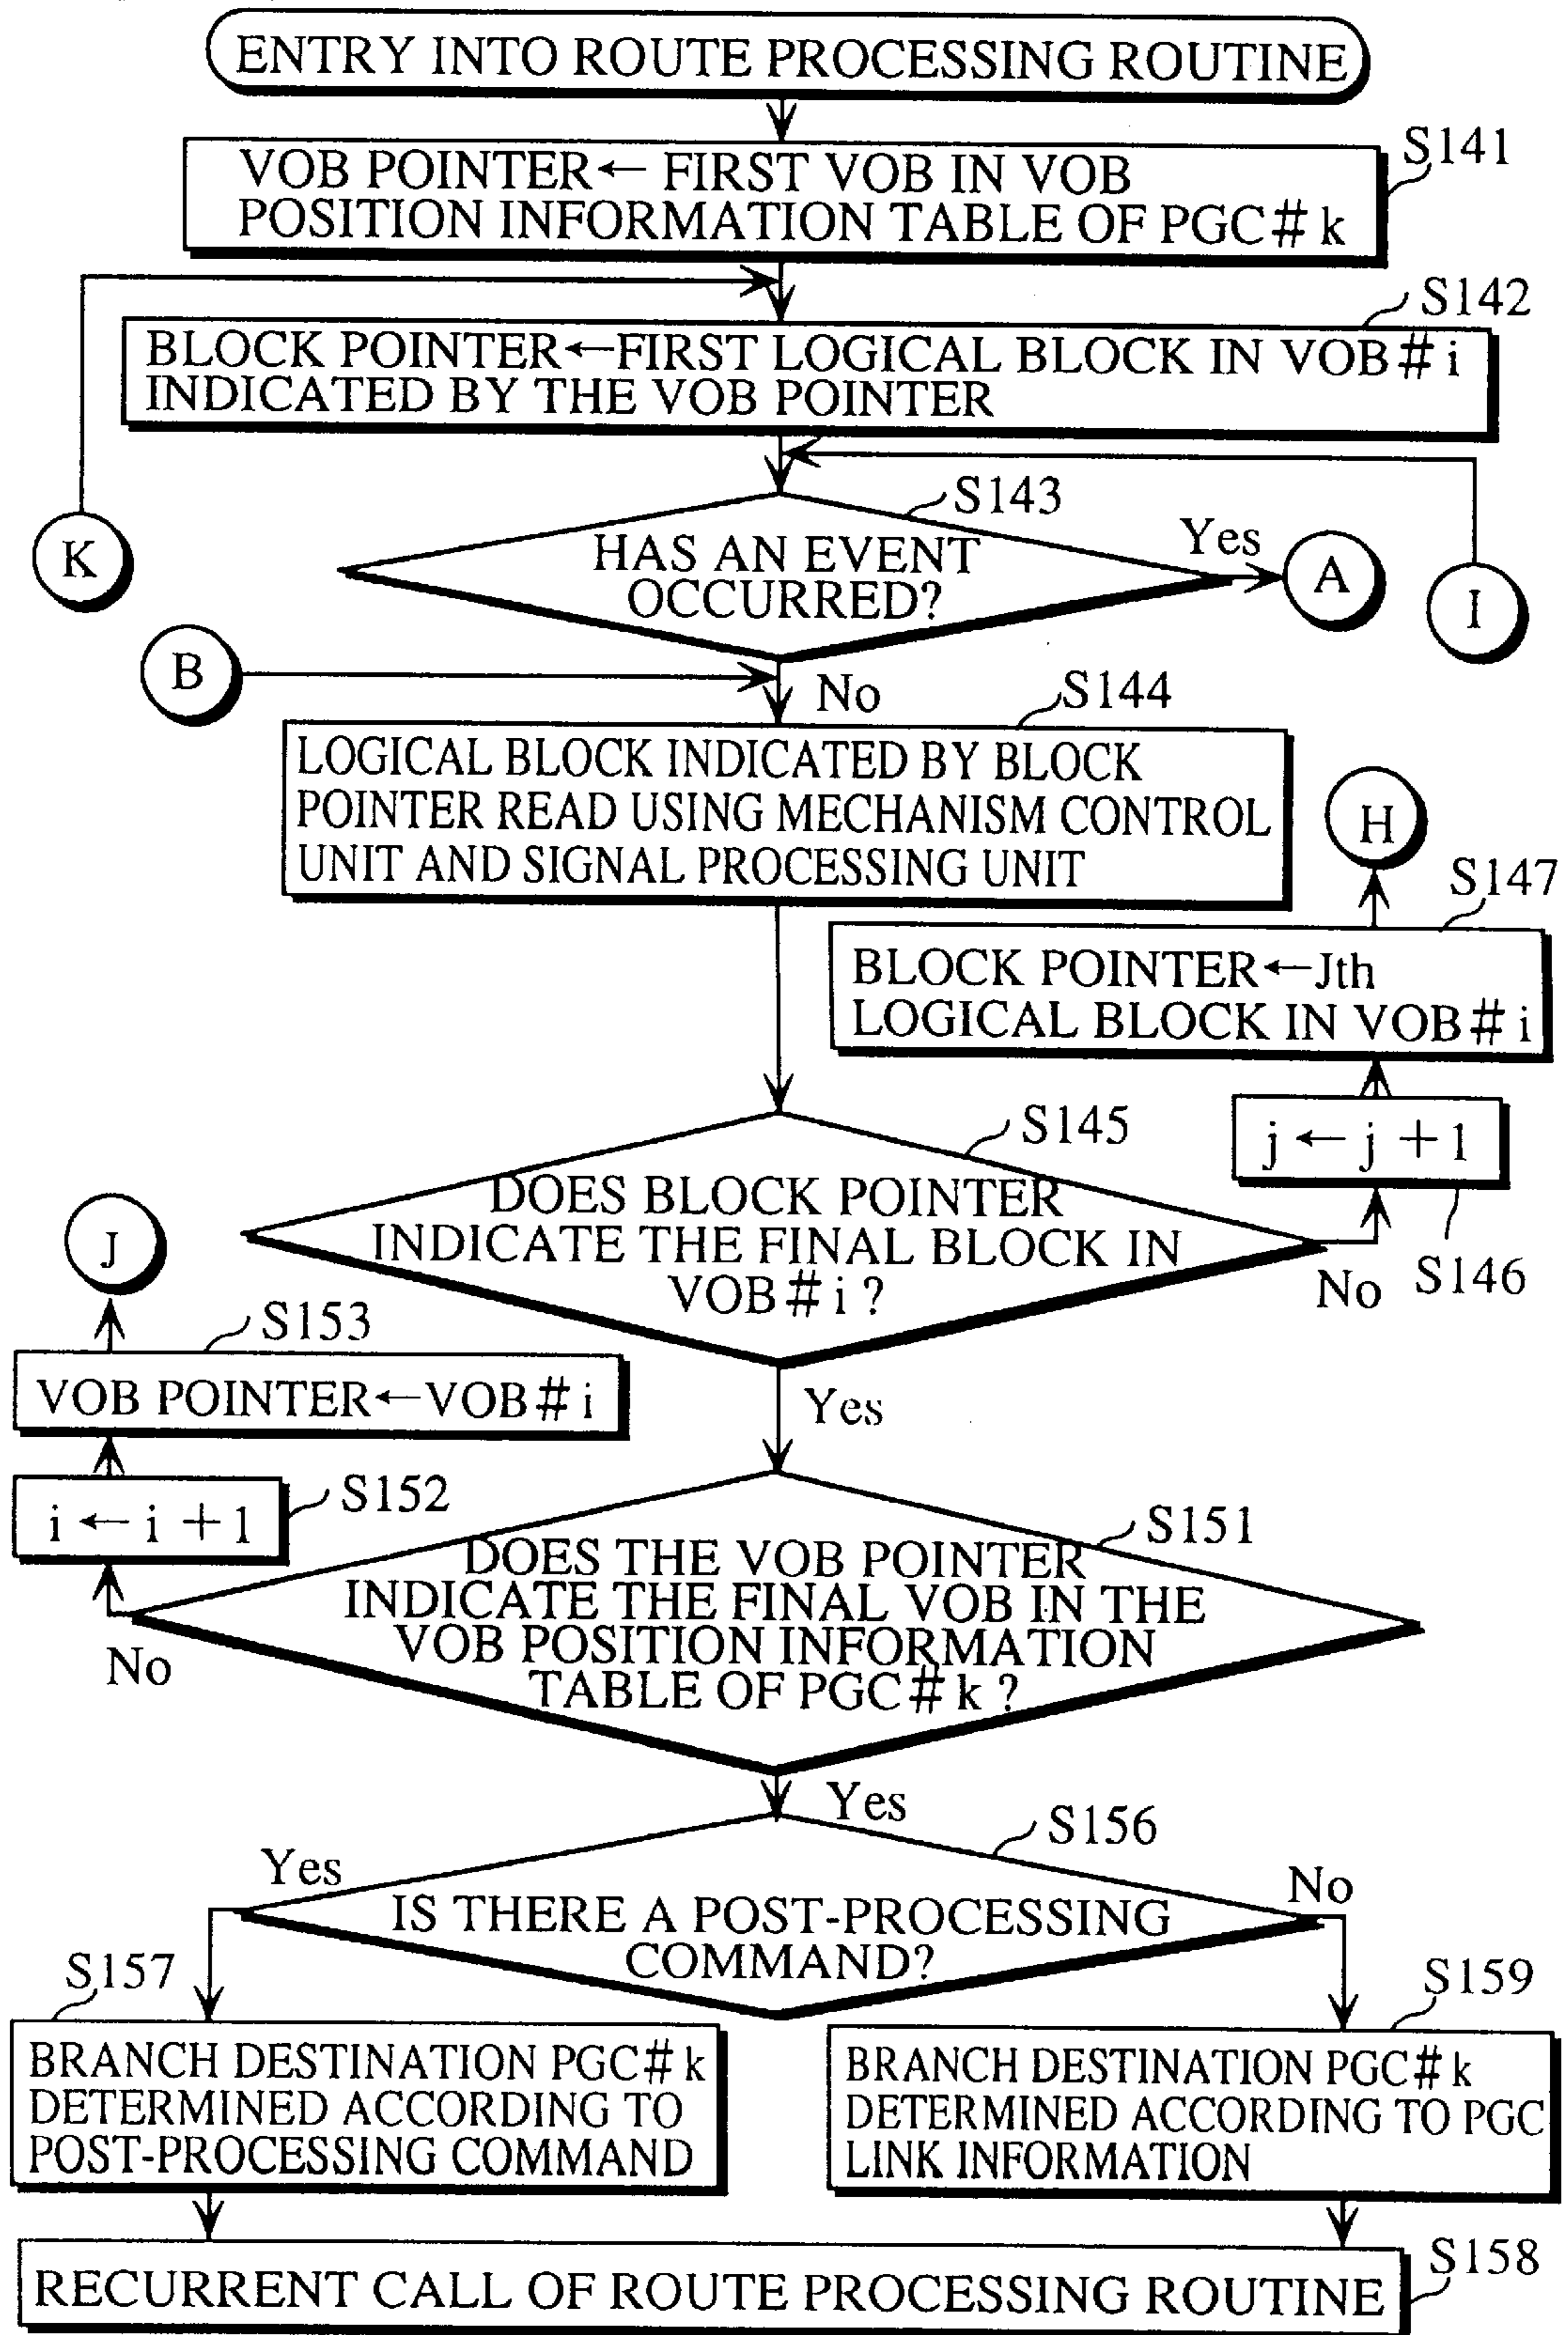 ENTRY INTO ROUTE PROCESSING ROUTINE
S141
VOB POINTER← FIRST VOB IN VOB
POSITION INFORMATION TABLE OF PGC#k
S142
BLOCK POINTER←FIRST LOGICAL BLOCK IN VOB#i
INDICATED BY THE VOB POINTER
S143
K
HAS AN EVENT
OCCURRED?
Yes
A
I
B
No
S144
LOGICAL BLOCK INDICATED BY BLOCK
POINTER READ USING MECHANISM CONTROL
UNIT AND SIGNAL PROCESSING UNIT
H
S147
BLOCK POINTER←Jth
LOGICAL BLOCK IN VOB#i
S145
j ← j +1
S146
DOES BLOCK POINTER
INDICATE THE FINAL BLOCK IN
VOB#i?
No
J
S153
VOB POINTER←VOB#i
Yes
S152
i ← i +1
S151
DOES THE VOB POINTER
INDICATE THE FINAL VOB IN THE
VOB POSITION INFORMATION
TABLE OF PGC#k?
No
Yes
S156
Yes
IS THERE A POST-PROCESSING
COMMAND?
No
S157
BRANCH DESTINATION PGC#k
DETERMINED ACCORDING TO
POST-PROCESSING COMMAND
S159
BRANCH DESTINATION PGC#k
DETERMINED ACCORDING TO PGC
LINK INFORMATION
S158
RECURRENT CALL OF ROUTE PROCESSING ROUTINE